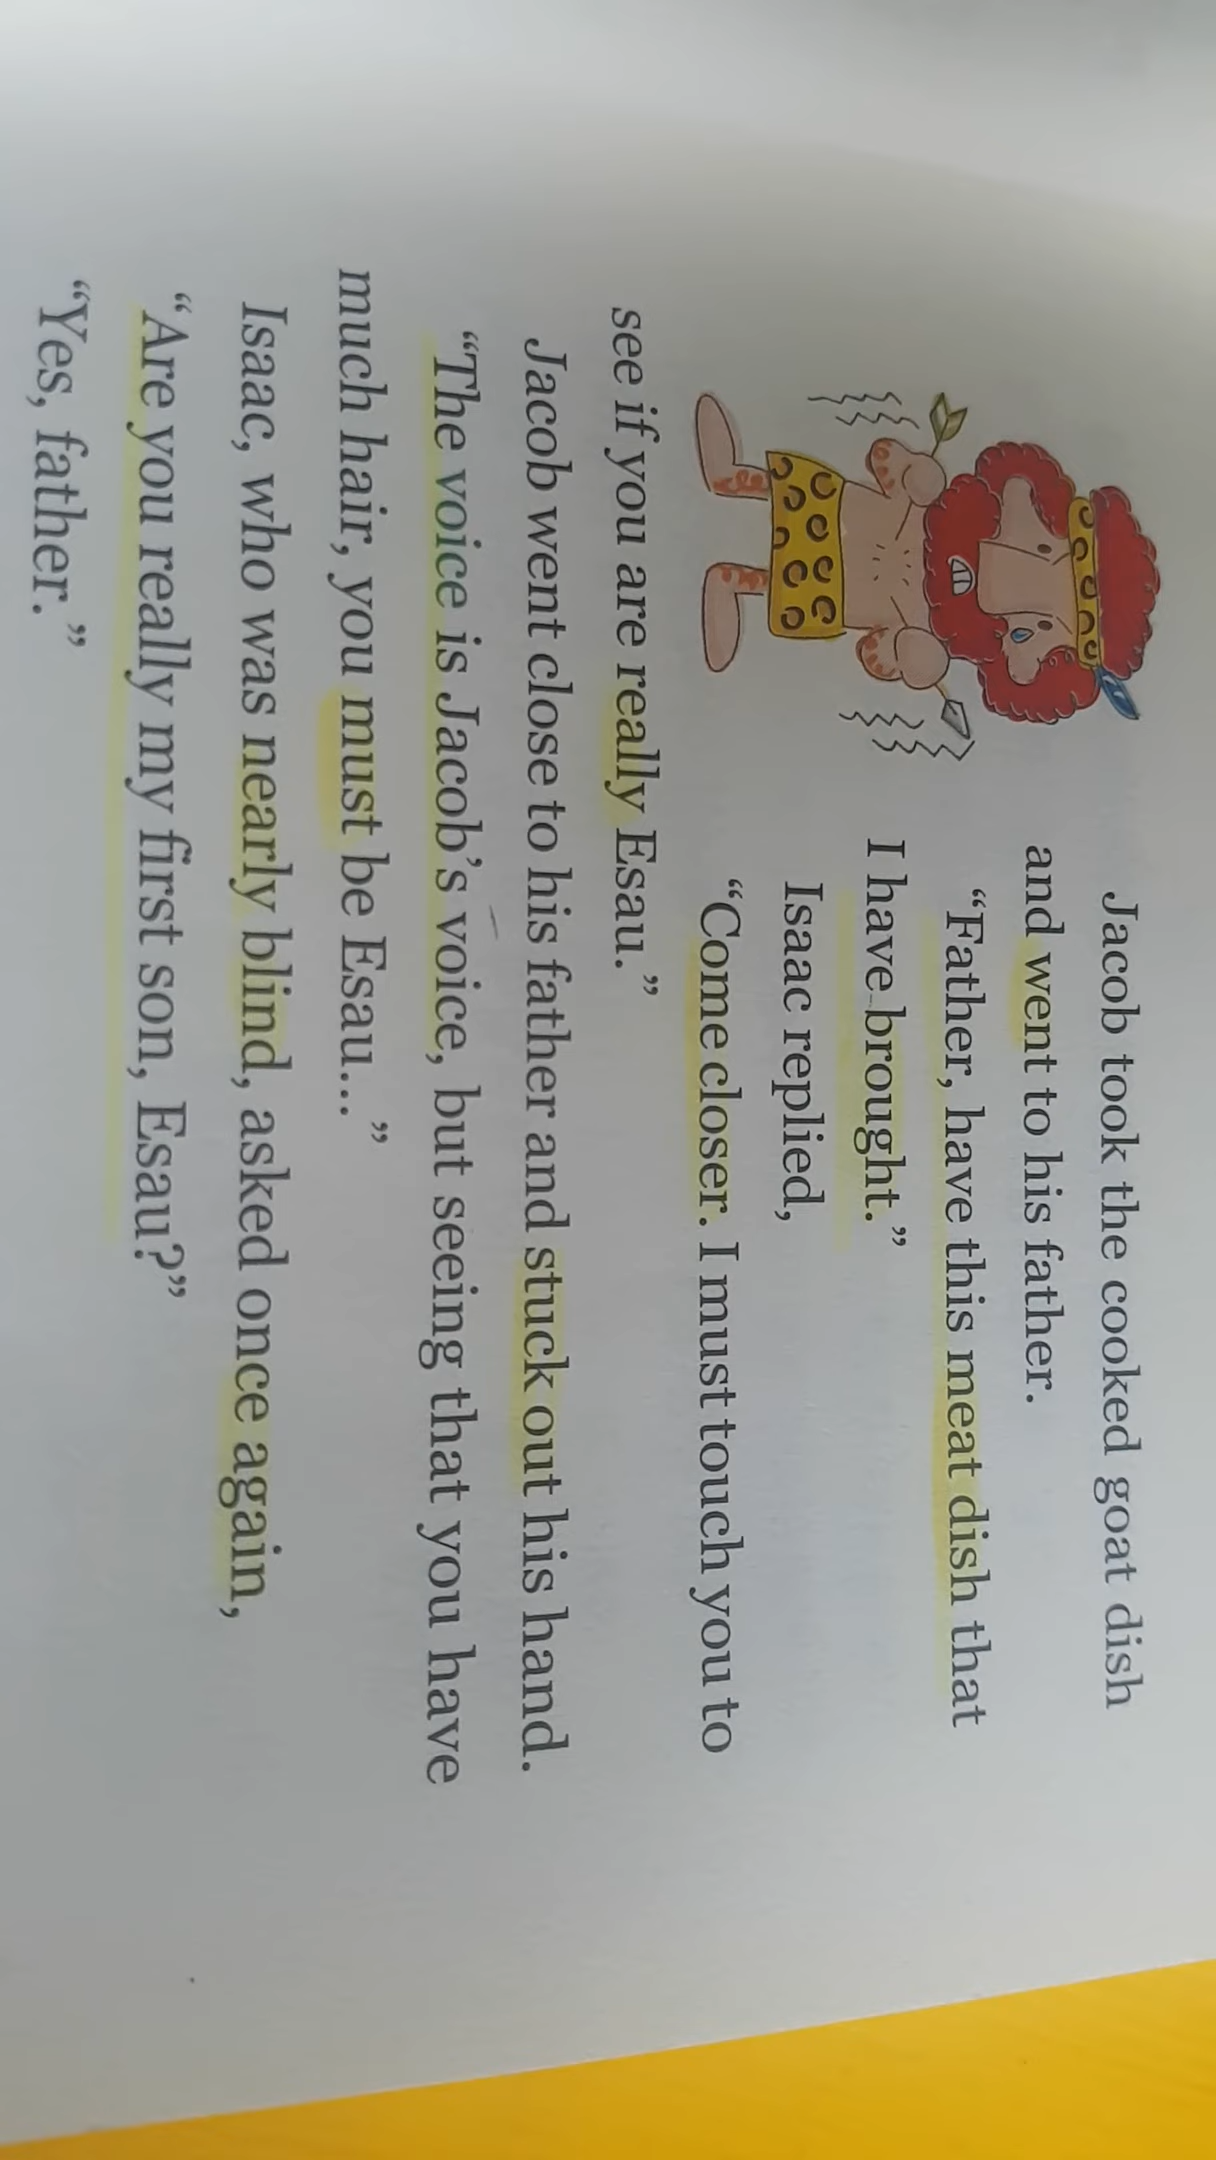 Jacob took the cooked goat dish
and went to his father.
“Father, have this meat dish that
I have brought.”
Isaac replied,
“Come closer. I must touch you to
see if you are really Esau.”
Jacob went close to his father and stuck out his hand.
“The voice is Jacob’s voice, but seeing that you have
much hair, you must be Esau...”
Isaac, who was nearly blind, asked once again,
“Are you really my first son, Esau?”
“Yes, father.”